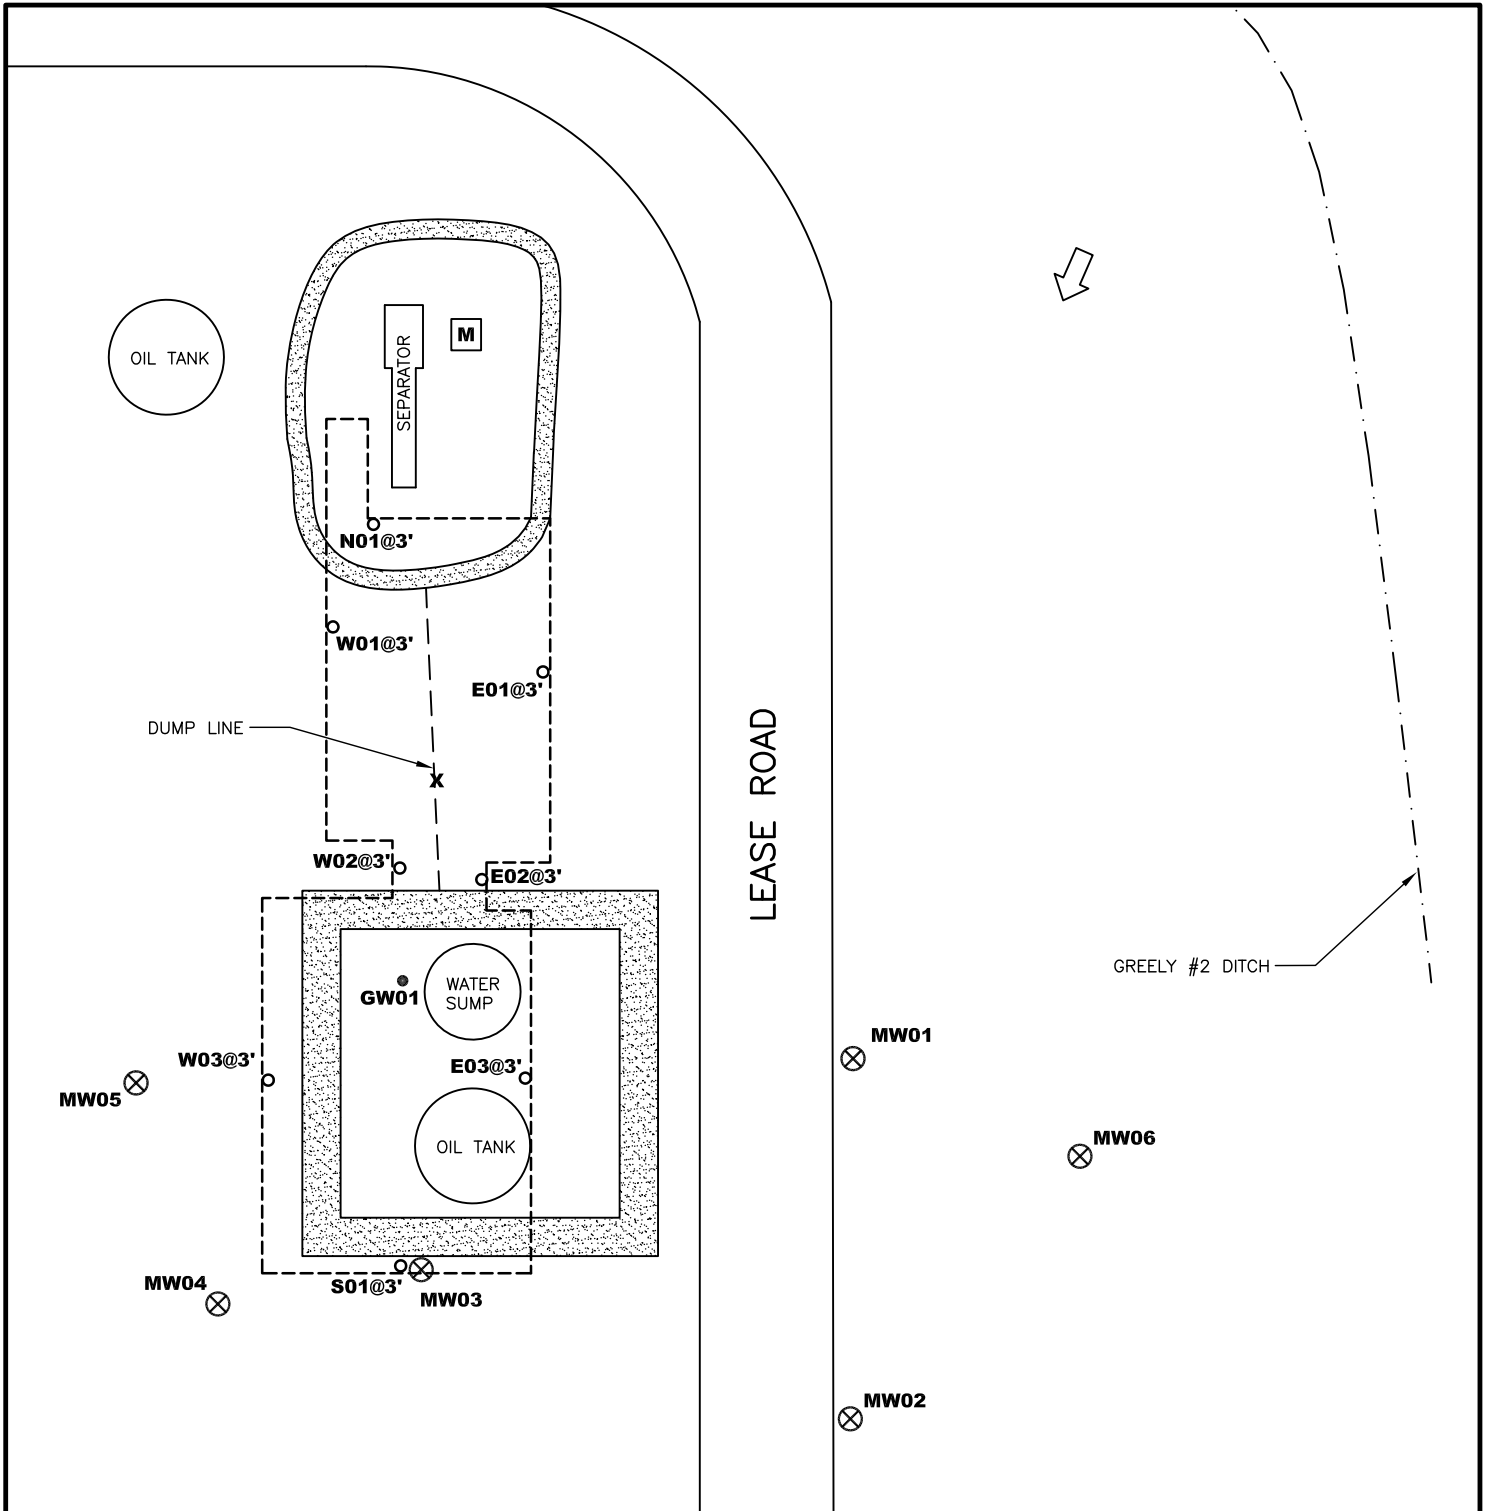 OIL TANK
M
SEPARATOR
N01@3'
W01@3'
E01@3'
DUMP LINE
X
LEASE ROAD
W02@3'
E02@3'
GREELY #2 DITCH
WATER
SUMP
GW01
MW01
W03@3'
E03@3'
MW05
MW06
OIL TANK
MW04
S01@3'
MW03
MW02